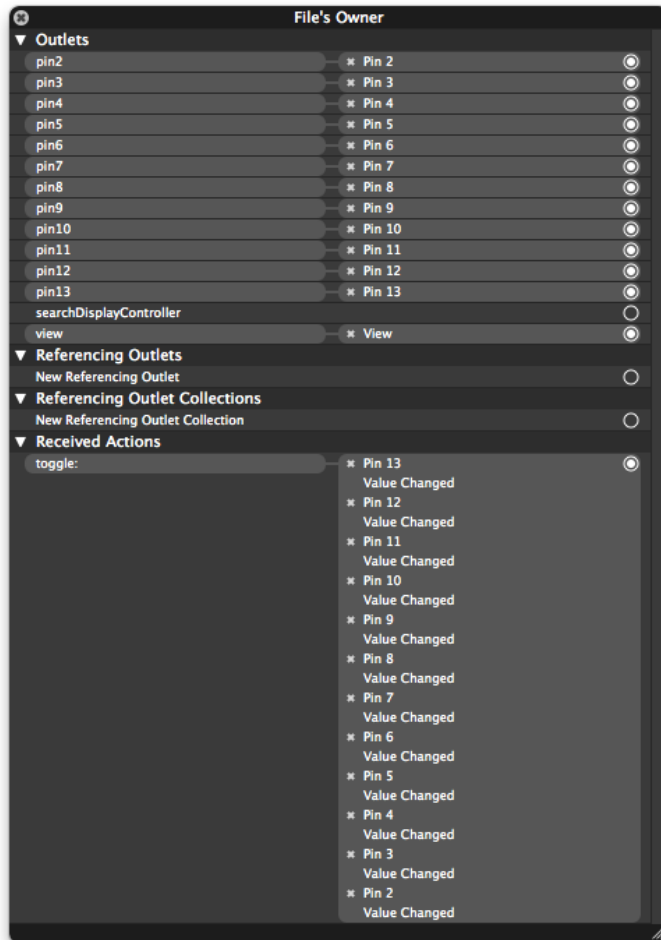 File's Owner
Outlets
pin2 Pin 2
pin3 Pin 3
pin4 Pin 4
pin5 Pin 5
pin6 Pin 6
pin7 Pin 7
pin8 Pin 8
pin9 Pin 9
pin10 Pin 10
pin11 Pin 11
pin12 Pin 12
pin13 Pin 13
searchDisplayController
view View
Referencing Outlets
New Referencing Outlet
Referencing Outlet Collections
New Referencing Outlet Collection
Received Actions
toggle: Pin 13
Value Changed
Pin 12
Value Changed
Pin 11
Value Changed
Pin 10
Value Changed
Pin 9
Value Changed
Pin 8
Value Changed
Pin 7
Value Changed
Pin 6
Value Changed
Pin 5
Value Changed
Pin 4
Value Changed
Pin 3
Value Changed
Pin 2
Value Changed